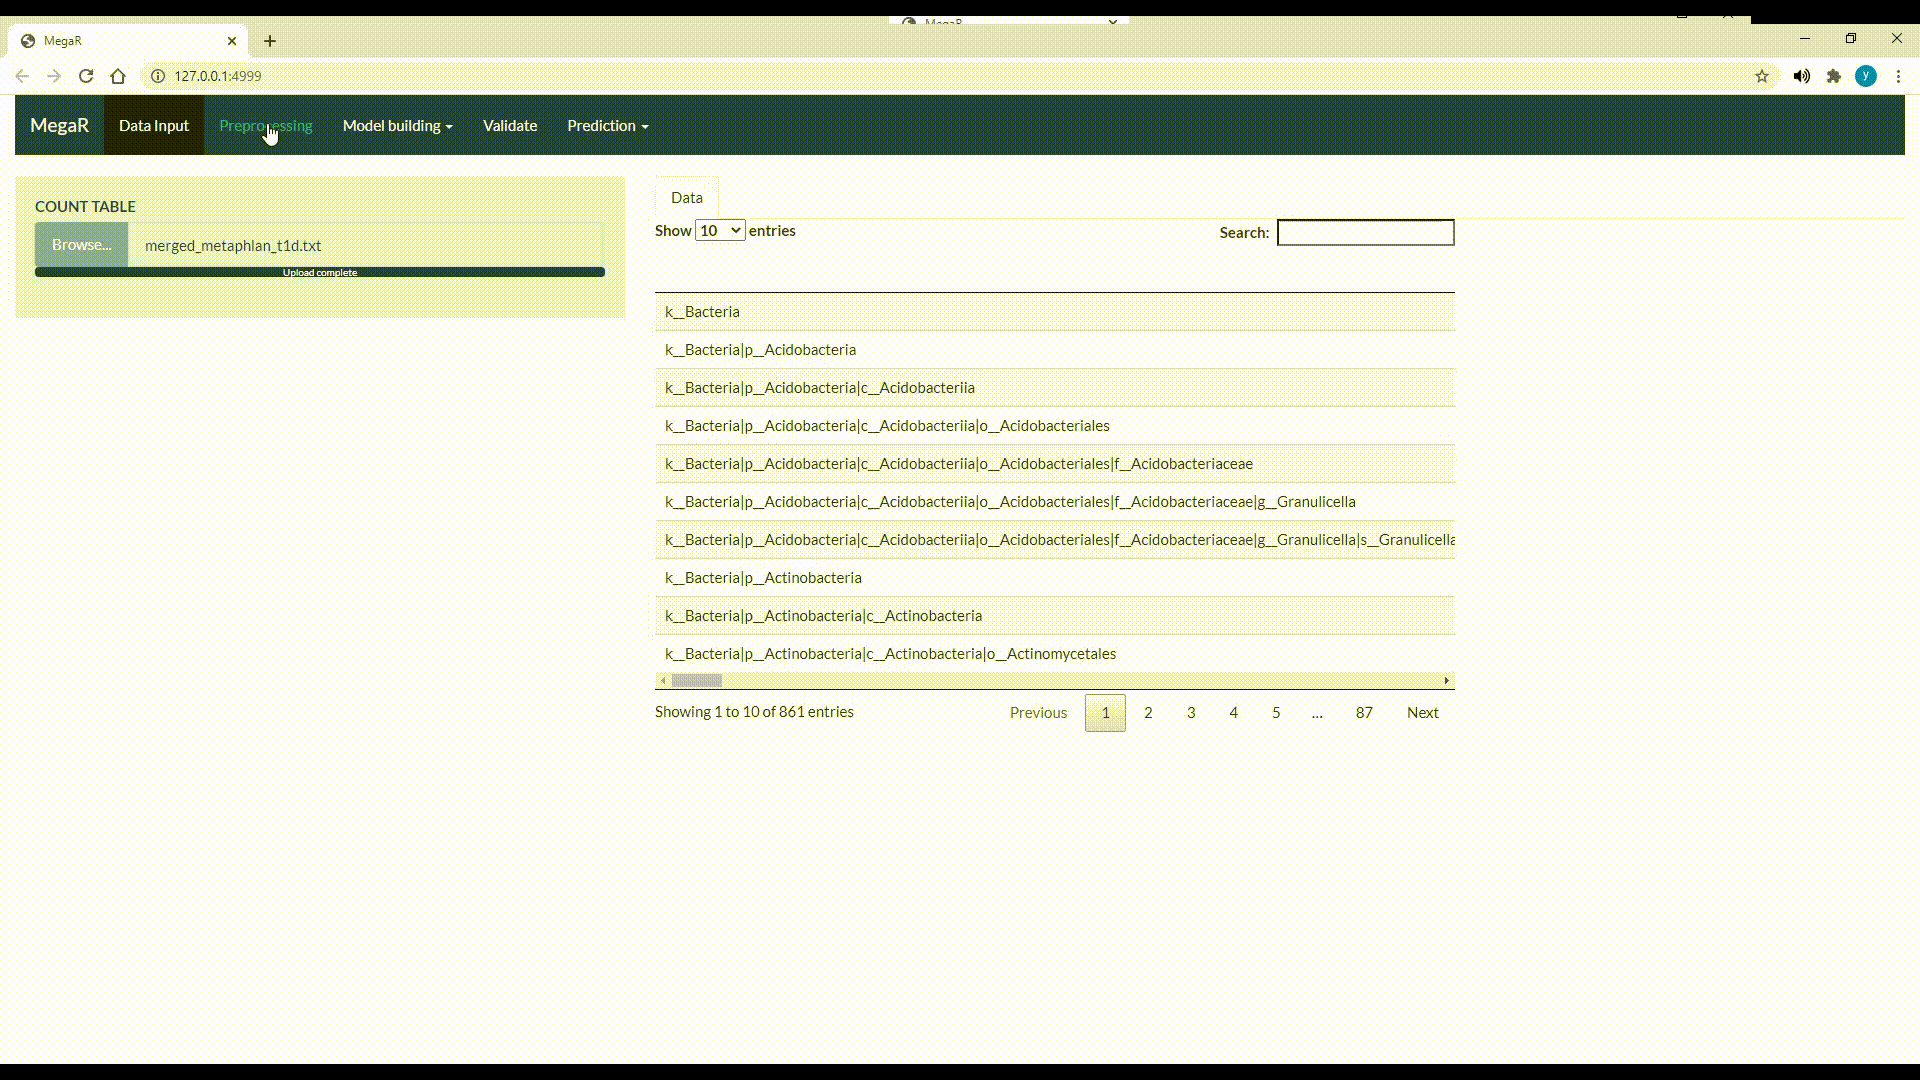 MegaR
MegaR
127.0.0.1:4999
y
MegaR Data Input Preprocessing Model building Validate Prediction
COUNT TABLE
Browse... merged_metaphlan_t1d.txt
Upload complete
Data
Show 10 entries Search:
k__Bacteria
k__Bacteria|p__Acidobacteria
k__Bacteria|p__Acidobacteria|c__Acidobacteriia
k__Bacteria|p__Acidobacteria|c__Acidobacteriia|o__Acidobacteriales
k__Bacteria|p__Acidobacteria|c__Acidobacteriia|o__Acidobacteriales|f__Acidobacteriaceae
k__Bacteria|p__Acidobacteria|c__Acidobacteriia|o__Acidobacteriales|f__Acidobacteriaceae|g__Granulicella
k__Bacteria|p__Acidobacteria|c__Acidobacteriia|o__Acidobacteriales|f__Acidobacteriaceae|g__Granulicella|s__Granulicella
k__Bacteria|p__Actinobacteria
k__Bacteria|p__Actinobacteria|c__Actinobacteria
k__Bacteria|p__Actinobacteria|c__Actinobacteria|o__Actinomycetales
Showing 1 to 10 of 861 entries Previous 1 2 3 4 5 ... 87 Next